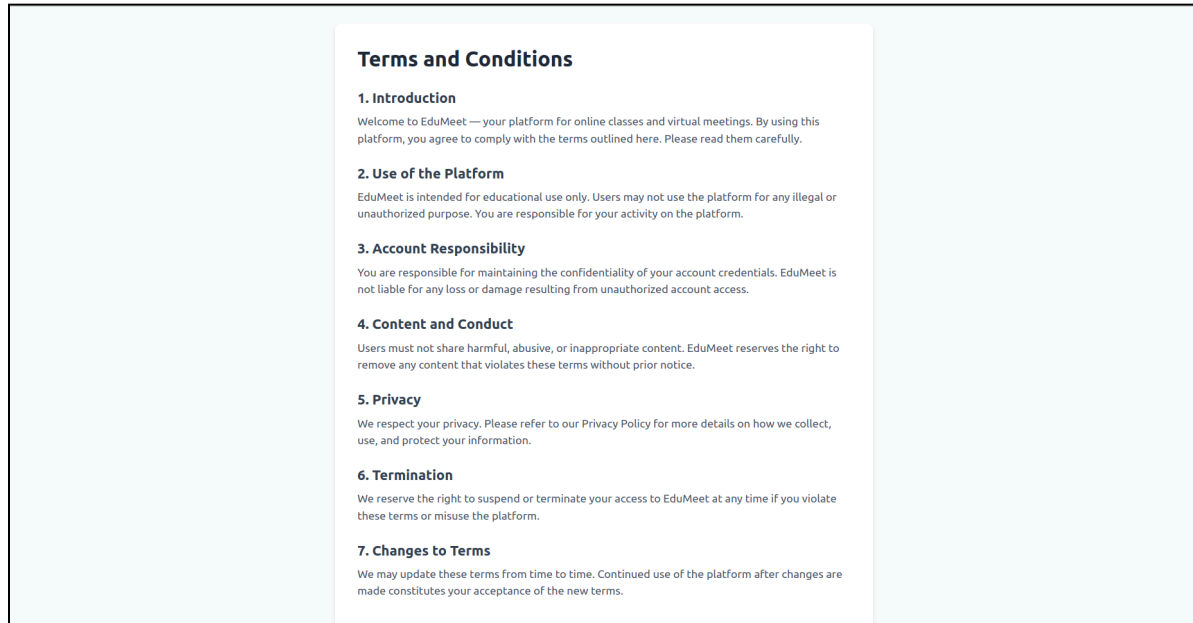 Terms and Conditions
1. Introduction
Welcome to EduMeet — your platform for online classes and virtual meetings. By using this
platform, you agree to comply with the terms outlined here. Please read them carefully.
2. Use of the Platform
EduMeet is intended for educational use only. Users may not use the platform for any illegal or
unauthorized purpose. You are responsible for your activity on the platform.
3. Account Responsibility
You are responsible for maintaining the confidentiality of your account credentials. EduMeet is
not liable for any loss or damage resulting from unauthorized account access.
4. Content and Conduct
Users must not share harmful, abusive, or inappropriate content. EduMeet reserves the right to
remove any content that violates these terms without prior notice.
5. Privacy
We respect your privacy. Please refer to our Privacy Policy for more details on how we collect,
use, and protect your information.
6. Termination
We reserve the right to suspend or terminate your access to EduMeet at any time if you violate
these terms or misuse the platform.
7. Changes to Terms
We may update these terms from time to time. Continued use of the platform after changes are
made constitutes your acceptance of the new terms.